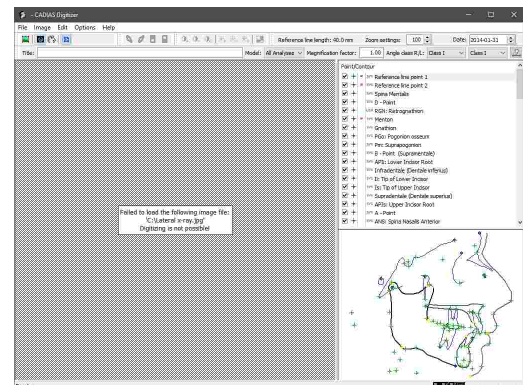 - CADIAS Digitizer
File Image Edit Options Help
Reference line length: 40.0 mm Zoom settings: 100 Date: 2014-01-31
Title: Model: All Analyses Magnification factor: 1.00 Angle class R/L: Class I Class I
Point/Contour
Reference line point 1
Reference line point 2
Spina Mentalis
D - Point
RGN: Retrognathion
Menton
Gnathion
PGo: Pogonion osseum
Pm: Suprapogonion
B - Point (Supramentale)
AP1: Lower Incisor Root
Infradentale (Dentale inferius)
Ii: Tip of Lower Incisor
Is: Tip of Upper Incisor
Supradentale (Dentale superius)
AP1s: Upper Incisor Root
A - Point
ANS: Spina Nasalis Anterior
Failed to load the following image file:
'C:\Lateral x-ray.jpg'
Digitizing is not possible!